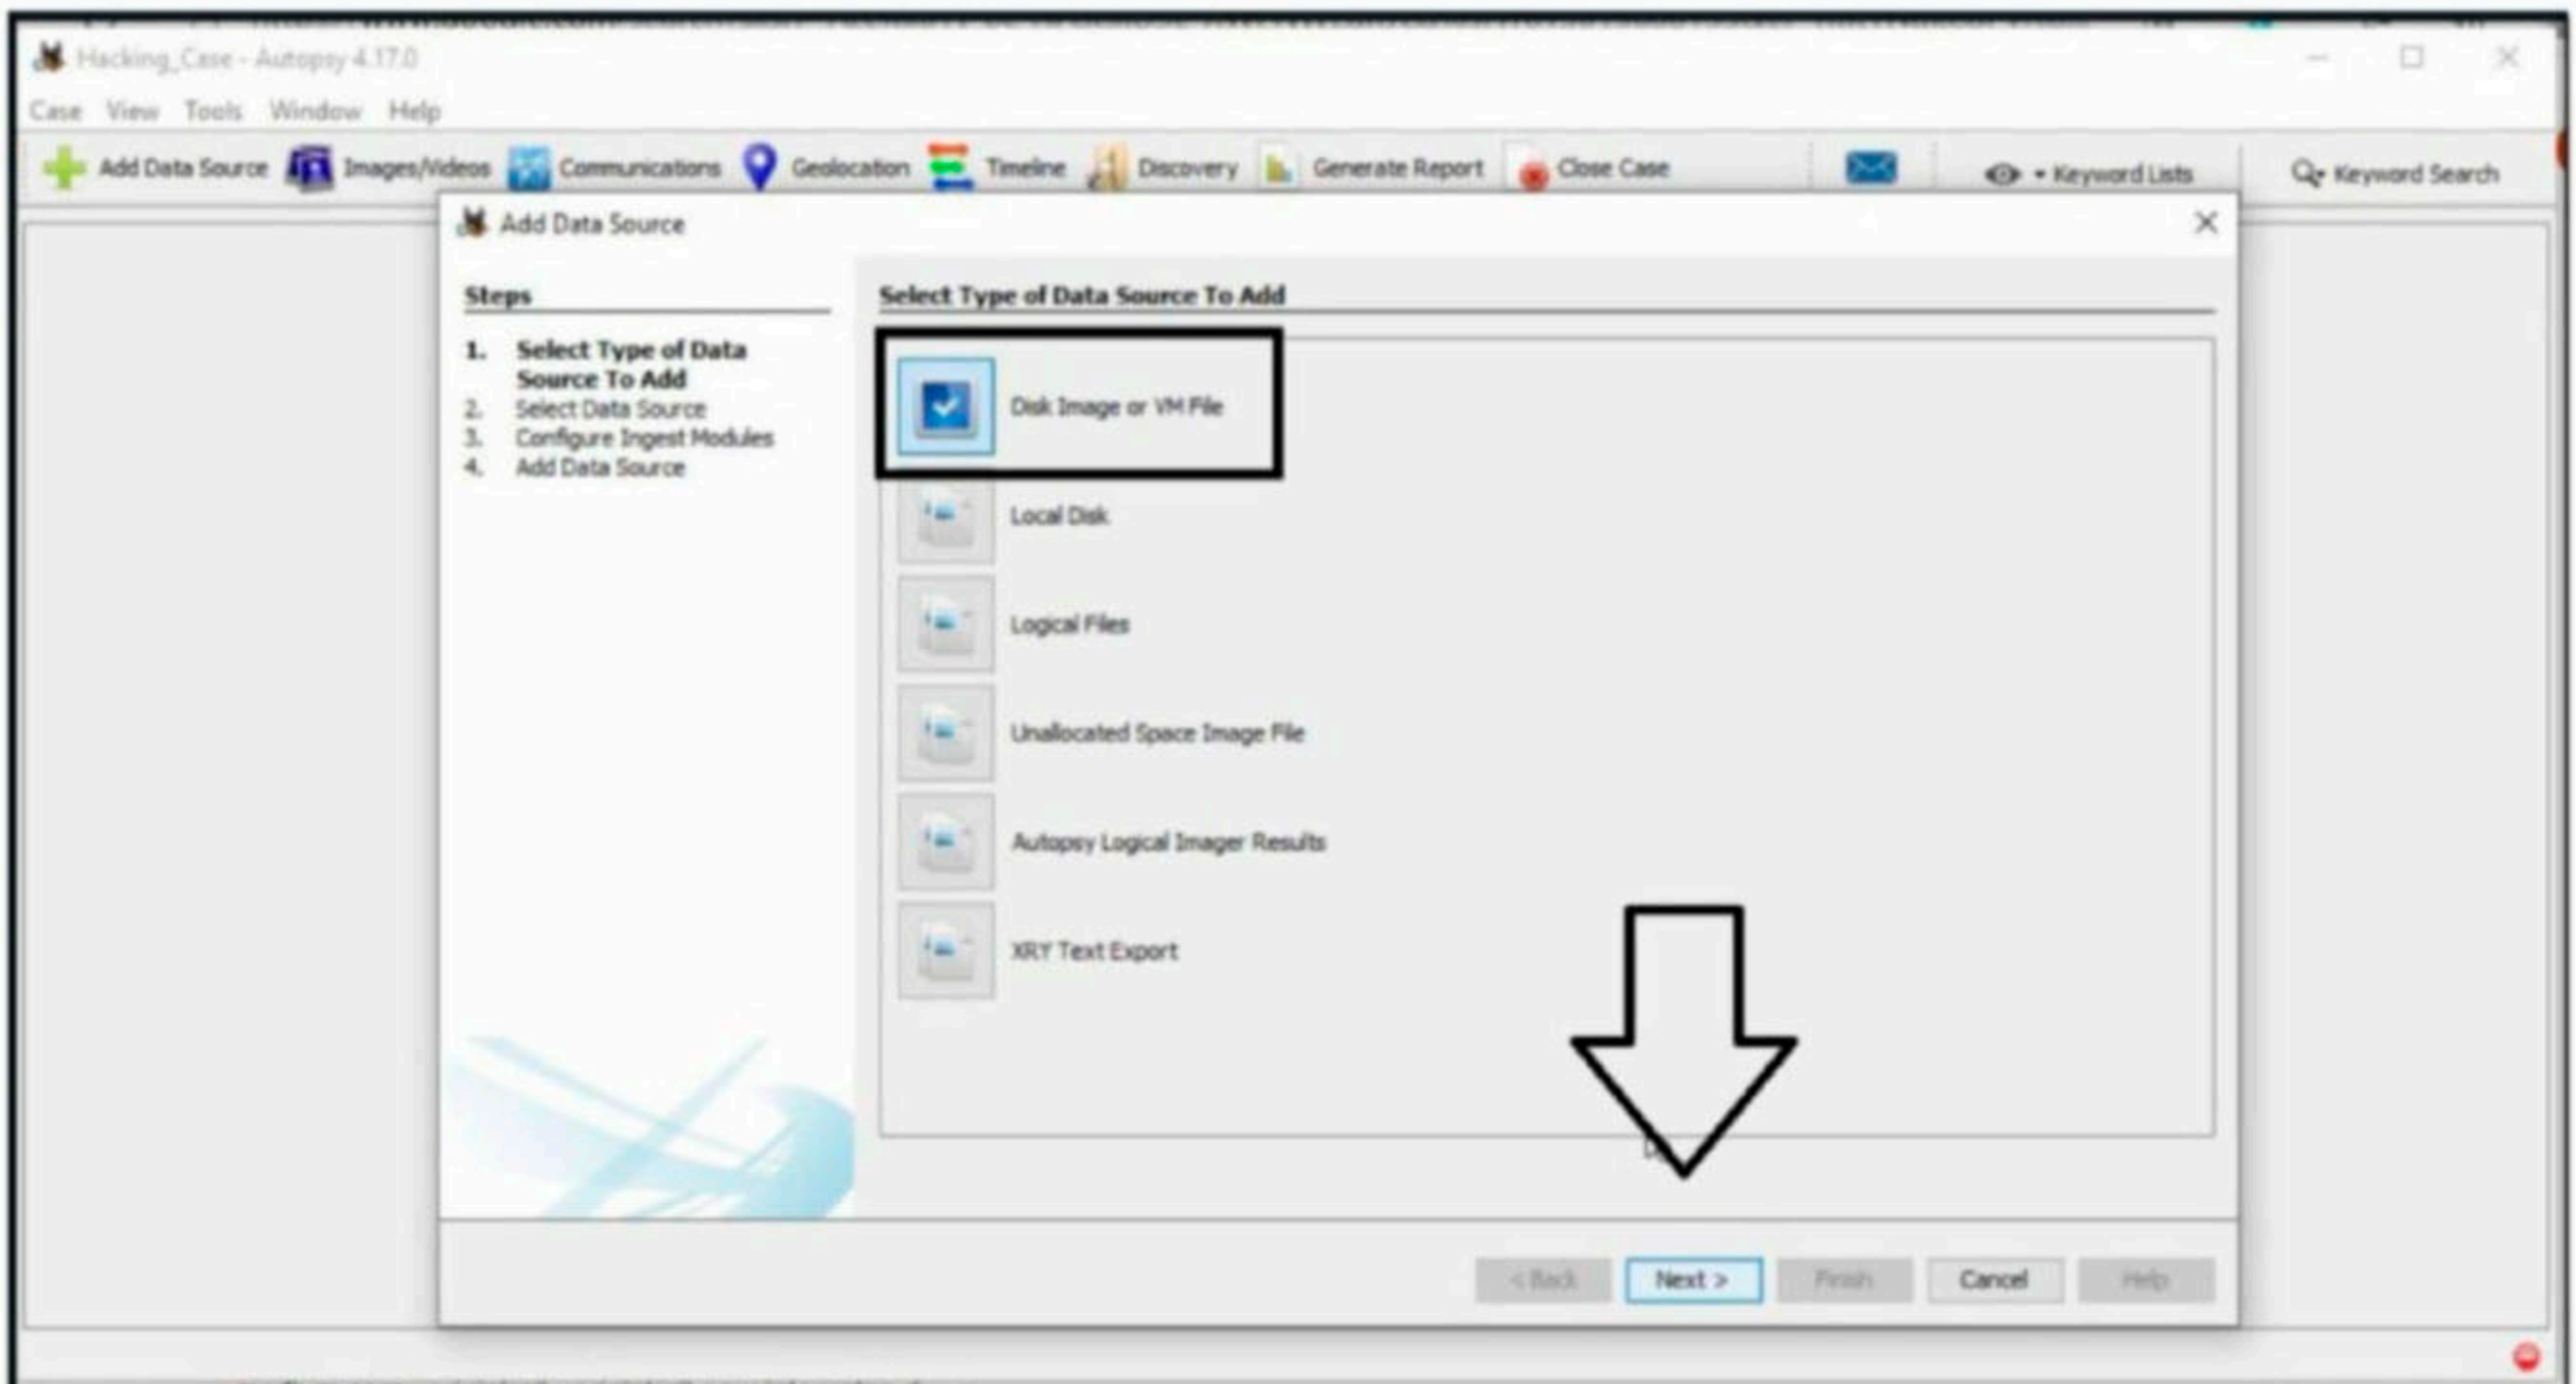 Hacking_Case - Autopsy 4.17.0
Case View Tools Window Help
Add Data Source Images/Videos Communications Geolocation Timeline Discovery Generate Report Close Case Keyword Lists Keyword Search
Add Data Source
Steps
1. Select Type of Data
Source To Add
2. Select Data Source
3. Configure Ingest Modules
4. Add Data Source
Select Type of Data Source To Add
Disk Image or VM File
Local Disk
Logical Files
Unallocated Space Image File
Autopsy Logical Imager Results
XRY Text Export
< Back Next > Finish Cancel Help